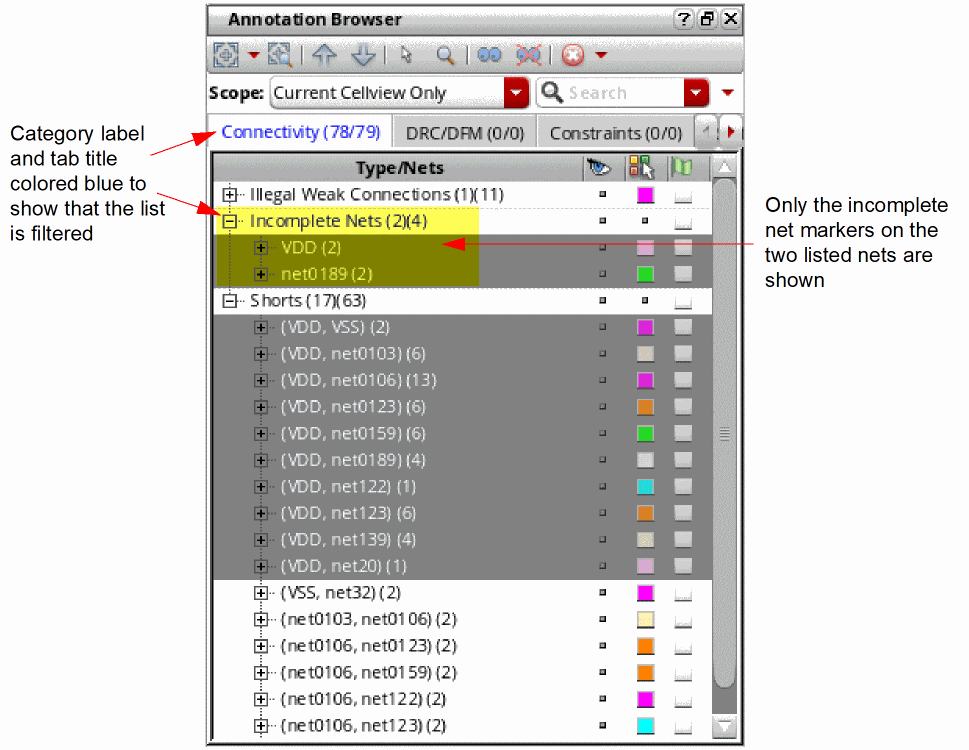 Annotation Browser
Scope: Current Cellview Only Search
Connectivity (78/79) DRC/DFM (0/0) Constraints (0/0)
Category label
and tab title
colored blue to
show that the list
is filtered
Type/Nets
Illegal Weak Connections (1)(11)
Incomplete Nets (2)(4)
VDD (2)
net0189 (2)
Shorts (17)(63)
(VDD, VSS) (2)
(VDD, net0103) (6)
(VDD, net0106) (13)
(VDD, net0123) (6)
(VDD, net0159) (6)
(VDD, net0189) (4)
(VDD, net122) (1)
(VDD, net123) (6)
(VDD, net139) (4)
(VDD, net20) (1)
(VSS, net32) (2)
(net0103, net0106) (2)
(net0106, net0123) (2)
(net0106, net0159) (2)
(net0106, net122) (2)
(net0106, net123) (2)
Only the incomplete
net markers on the
two listed nets are
shown